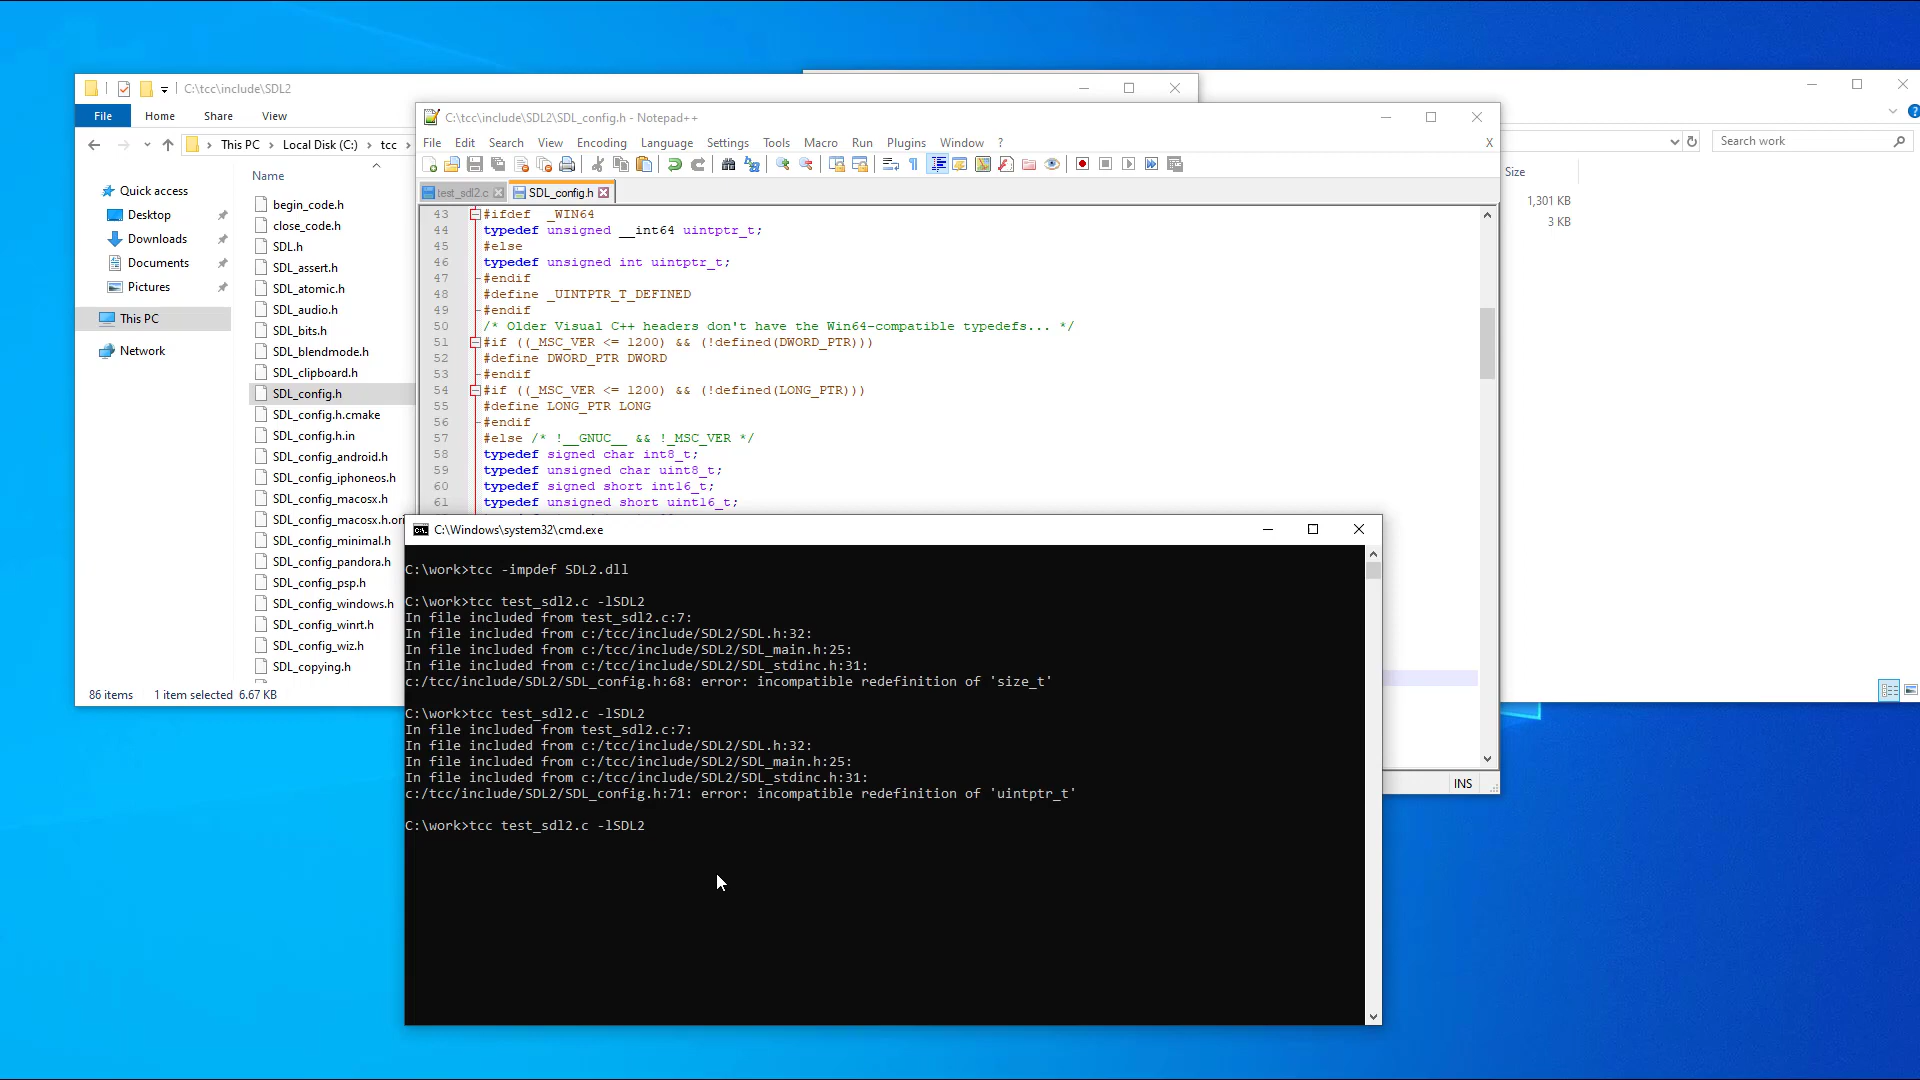 C:\tcc\include\SDL2
File Home Share View
This PC Local Disk (C:) tcc
Name
Quick access
Desktop
Downloads
Documents
Pictures
This PC
Network
begin_code.h
close_code.h
SDL.h
SDL_assert.h
SDL_atomic.h
SDL_audio.h
SDL_bits.h
SDL_blendmode.h
SDL_clipboard.h
SDL_config.h
SDL_config.h.cmake
SDL_config.h.in
SDL_config_android.h
SDL_config_iphoneos.h
SDL_config_macosx.h
SDL_config_macosx.h.ori
SDL_config_minimal.h
SDL_config_pandora.h
SDL_config_psp.h
SDL_config_windows.h
SDL_config_winrt.h
SDL_config_wiz.h
SDL_copying.h
86 items 1 item selected 6.67 KB
C:\tcc\include\SDL2\SDL_config.h - Notepad++
File Edit Search View Encoding Language Settings Tools Macro Run Plugins Window ? X
test_sdl2.c SDL_config.h
43 #ifdef _WIN64
44 typedef unsigned __int64 uintptr_t;
45 #else
46 typedef unsigned int uintptr_t;
47 #endif
48 #define _UINTPTR_T_DEFINED
49 #endif
50 /* Older Visual C++ headers don't have the Win64-compatible typedefs... */
51 #if ((_MSC_VER <= 1200) && (!defined(DWORD_PTR)))
52 #define DWORD_PTR DWORD
53 #endif
54 #if ((_MSC_VER <= 1200) && (!defined(LONG_PTR)))
55 #define LONG_PTR LONG
56 #endif
57 #else /* !__GNUC__ && !_MSC_VER */
58 typedef signed char int8_t;
59 typedef unsigned char uint8_t;
60 typedef signed short int16_t;
61 typedef unsigned short uint16_t;
INS
Search work
Size
1,301 KB
3 KB
C:\Windows\system32\cmd.exe
C:\work>tcc -impdef SDL2.dll
C:\work>tcc test_sdl2.c -lSDL2
In file included from test_sdl2.c:7:
In file included from c:/tcc/include/SDL2/SDL.h:32:
In file included from c:/tcc/include/SDL2/SDL_main.h:25:
In file included from c:/tcc/include/SDL2/SDL_stdinc.h:31:
c:/tcc/include/SDL2/SDL_config.h:68: error: incompatible redefinition of 'size_t'
C:\work>tcc test_sdl2.c -lSDL2
In file included from test_sdl2.c:7:
In file included from c:/tcc/include/SDL2/SDL.h:32:
In file included from c:/tcc/include/SDL2/SDL_main.h:25:
In file included from c:/tcc/include/SDL2/SDL_stdinc.h:31:
c:/tcc/include/SDL2/SDL_config.h:71: error: incompatible redefinition of 'uintptr_t'
C:\work>tcc test_sdl2.c -lSDL2